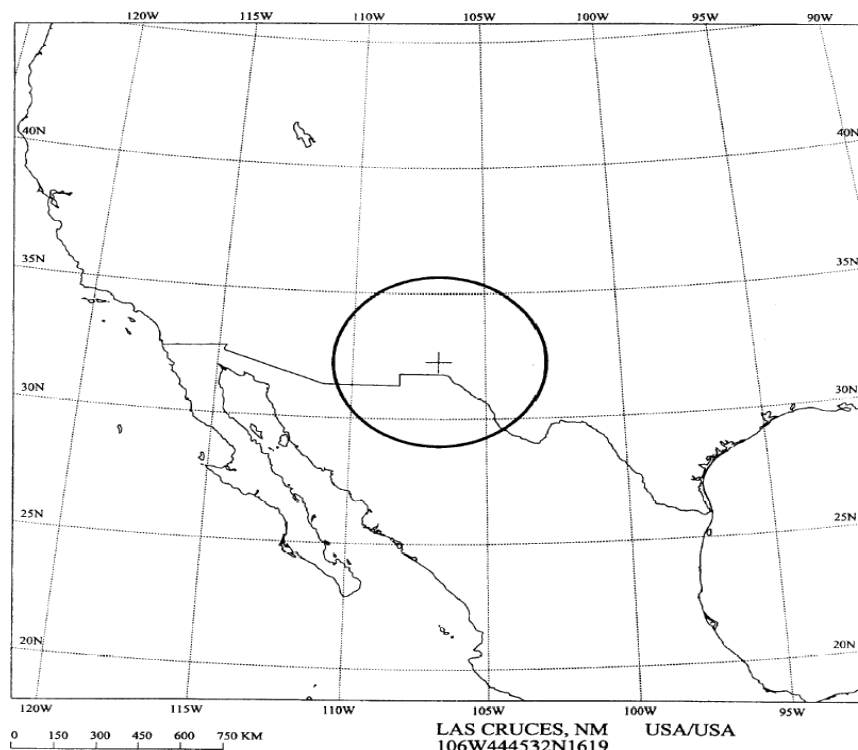 120W 115W 110W 105W 100W 95W 90W
40N 40N
35N 35N
30N 30N
25N 25N
20N 20N
120W 115W 110W 105W 100W 95W
0 150 300 450 600 750 KM
LAS CRUCES, NM USA/USA
106W444532N1619